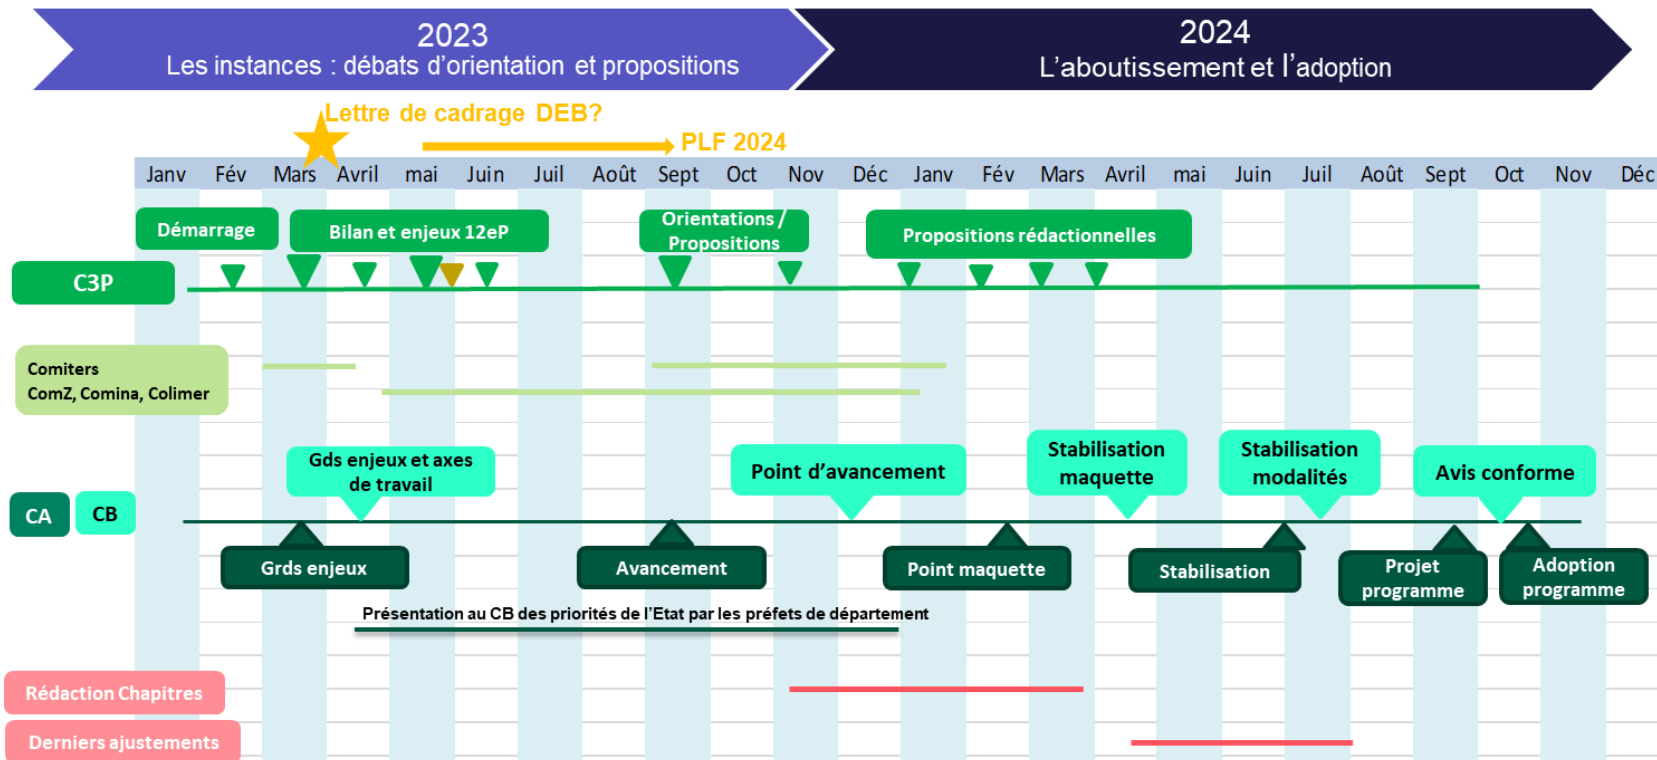 2023
Les instances : débats d'orientation et propositions
2024
L'aboutissement et l'adoption
Lettre de cadrage DEB?
PLF 2024
Janv Fév Mars Avril mai Juin Juil Août Sept Oct Nov Déc Janv Fév Mars Avril mai Juin Juil Août Sept Oct Nov Déc
Démarrage
Bilan et enjeux 12eP
Orientations /
Propositions
Propositions rédactionnelles
C3P
Comiters
ComZ, Comina, Colimer
Gds enjeux et axes
de travail
Point d'avancement
Stabilisation
maquette
Stabilisation
modalités
Avis conforme
CA
CB
Grds enjeux
Avancement
Point maquette
Stabilisation
Projet
programme
Adoption
programme
Présentation au CB des priorités de l'Etat par les préfets de département
Rédaction Chapitres
Derniers ajustements